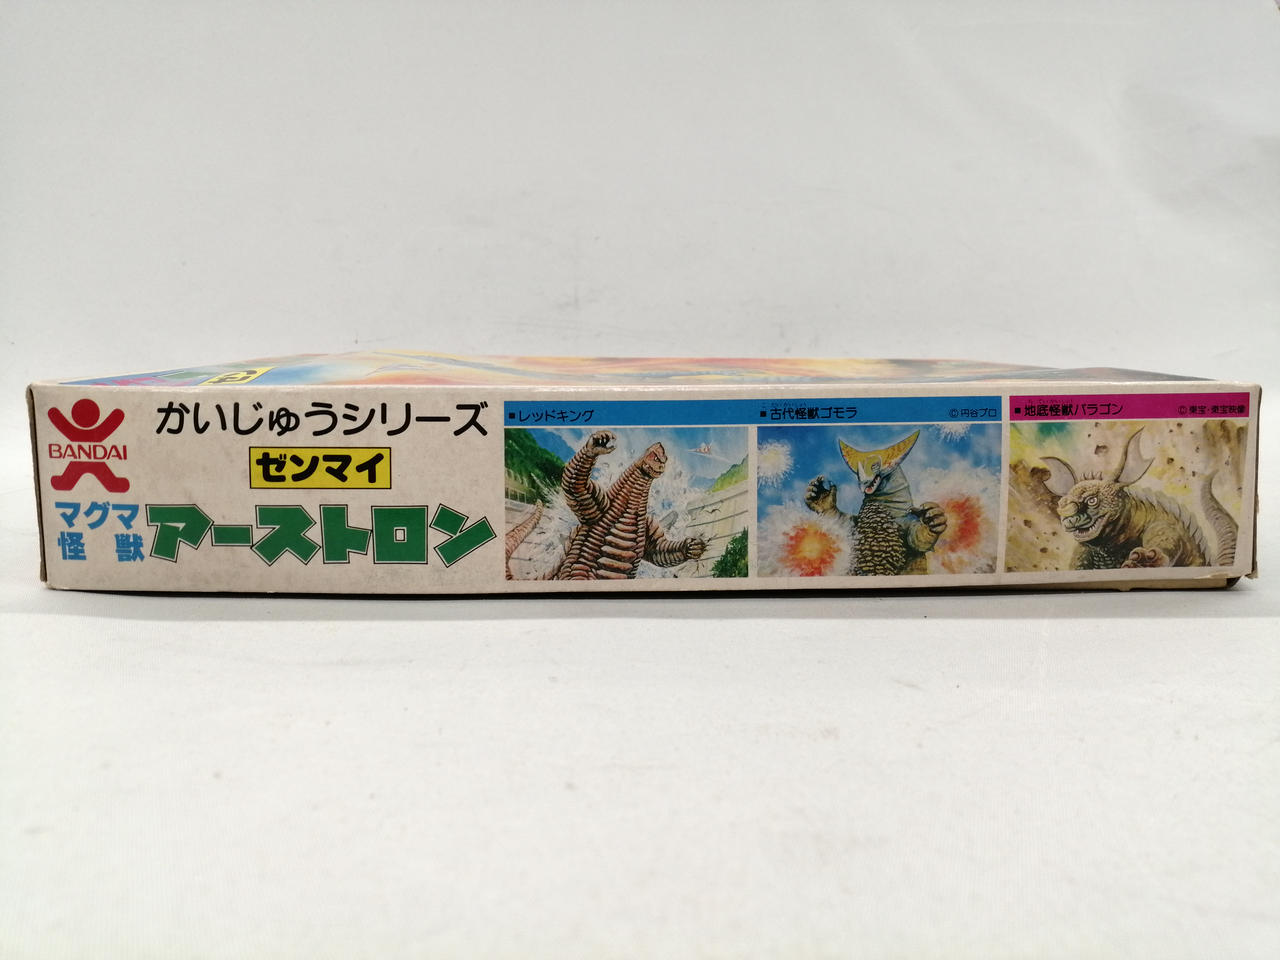 BANDAI
かいじゅうシリーズ
ゼンマイ
マグマ
怪獣
アーストロン
■レッドキング
■古代怪獣ゴモラ
©円谷プロ
■地底怪獣バラゴン
©東宝・東宝映像